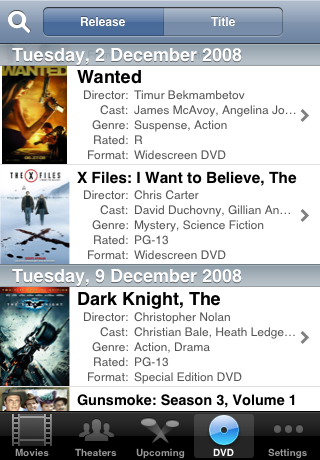 Release Title
Tuesday, 2 December 2008
WANTED
Wanted
Director: Timur Bekmambetov
Cast: James McAvoy, Angelina Jo...
Genre: Suspense, Action
Rated: R
Format: Widescreen DVD
THE X FILES
X Files: I Want to Believe, The
Director: Chris Carter
Cast: David Duchovny, Gillian An...
Genre: Mystery, Science Fiction
Rated: PG-13
Format: Widescreen DVD
Tuesday, 9 December 2008
Dark Knight, The
Director: Christopher Nolan
Cast: Christian Bale, Heath Ledge...
Genre: Action, Drama
Rated: PG-13
Format: Special Edition DVD
Gunsmoke: Season 3, Volume 1
Movies Theaters Upcoming DVD Settings